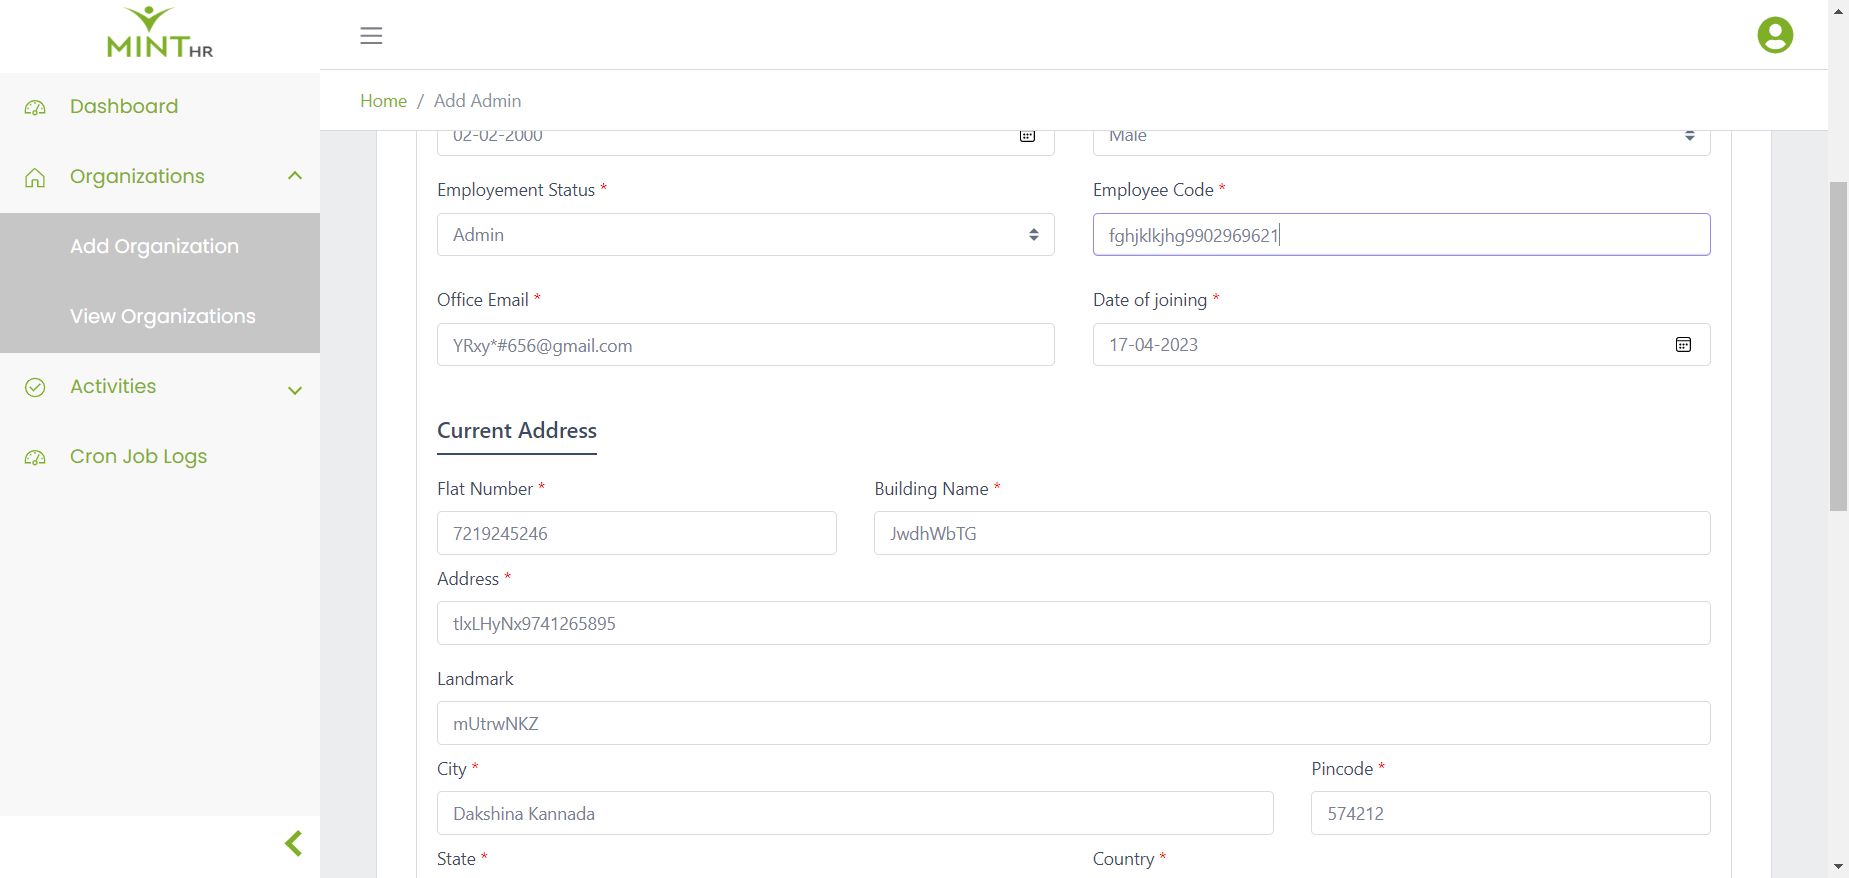 MINT HR
Dashboard
Organizations
Add Organization
View Organizations
Activities
Cron Job Logs
Home / Add Admin
02-02-2000
Male
Employement Status *
Employee Code *
Admin
fghjklkjhg9902969621
Office Email *
Date of joining *
YRxy*#656@gmail.com
17-04-2023
Current Address
Flat Number *
Building Name *
7219245246
JwdhWbTG
Address *
tlxLHyNx9741265895
Landmark
mUtrwNKZ
City *
Pincode *
Dakshina Kannada
574212
State *
Country *